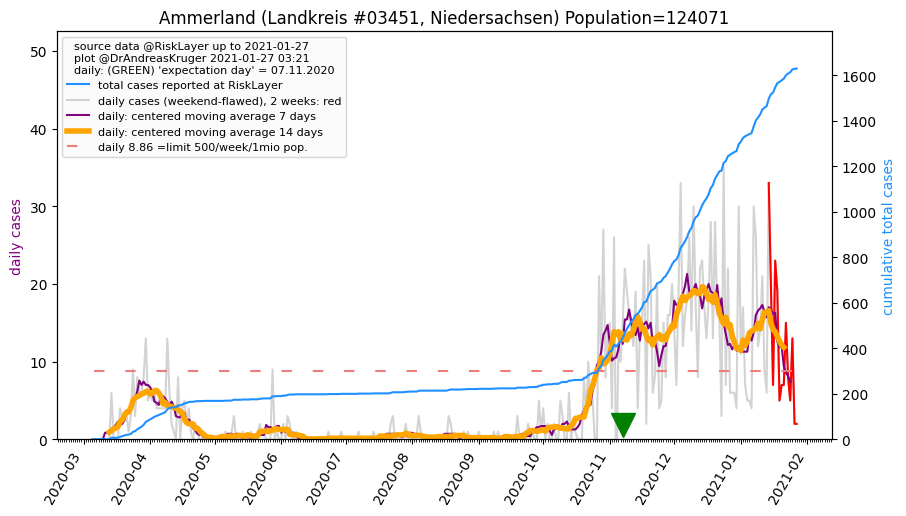 Ammerland (Landkreis #03451, Niedersachsen) Population=124071
source data @RiskLayer up to 2021-01-27
plot @DrAndreasKruger 2021-01-27 03:21
daily: (GREEN) 'expectation day' = 07.11.2020
total cases reported at RiskLayer
daily cases (weekend-flawed), 2 weeks: red
daily: centered moving average 7 days
daily: centered moving average 14 days
daily 8.86 =limit 500/week/1mio pop.
daily cases
50
40
30
20
10
0
cumulative total cases
1600
1400
1200
1000
800
600
400
200
0
2020-03
2020-04
2020-05
2020-06
2020-07
2020-08
2020-09
2020-10
2020-11
2020-12
2021-01
2021-02